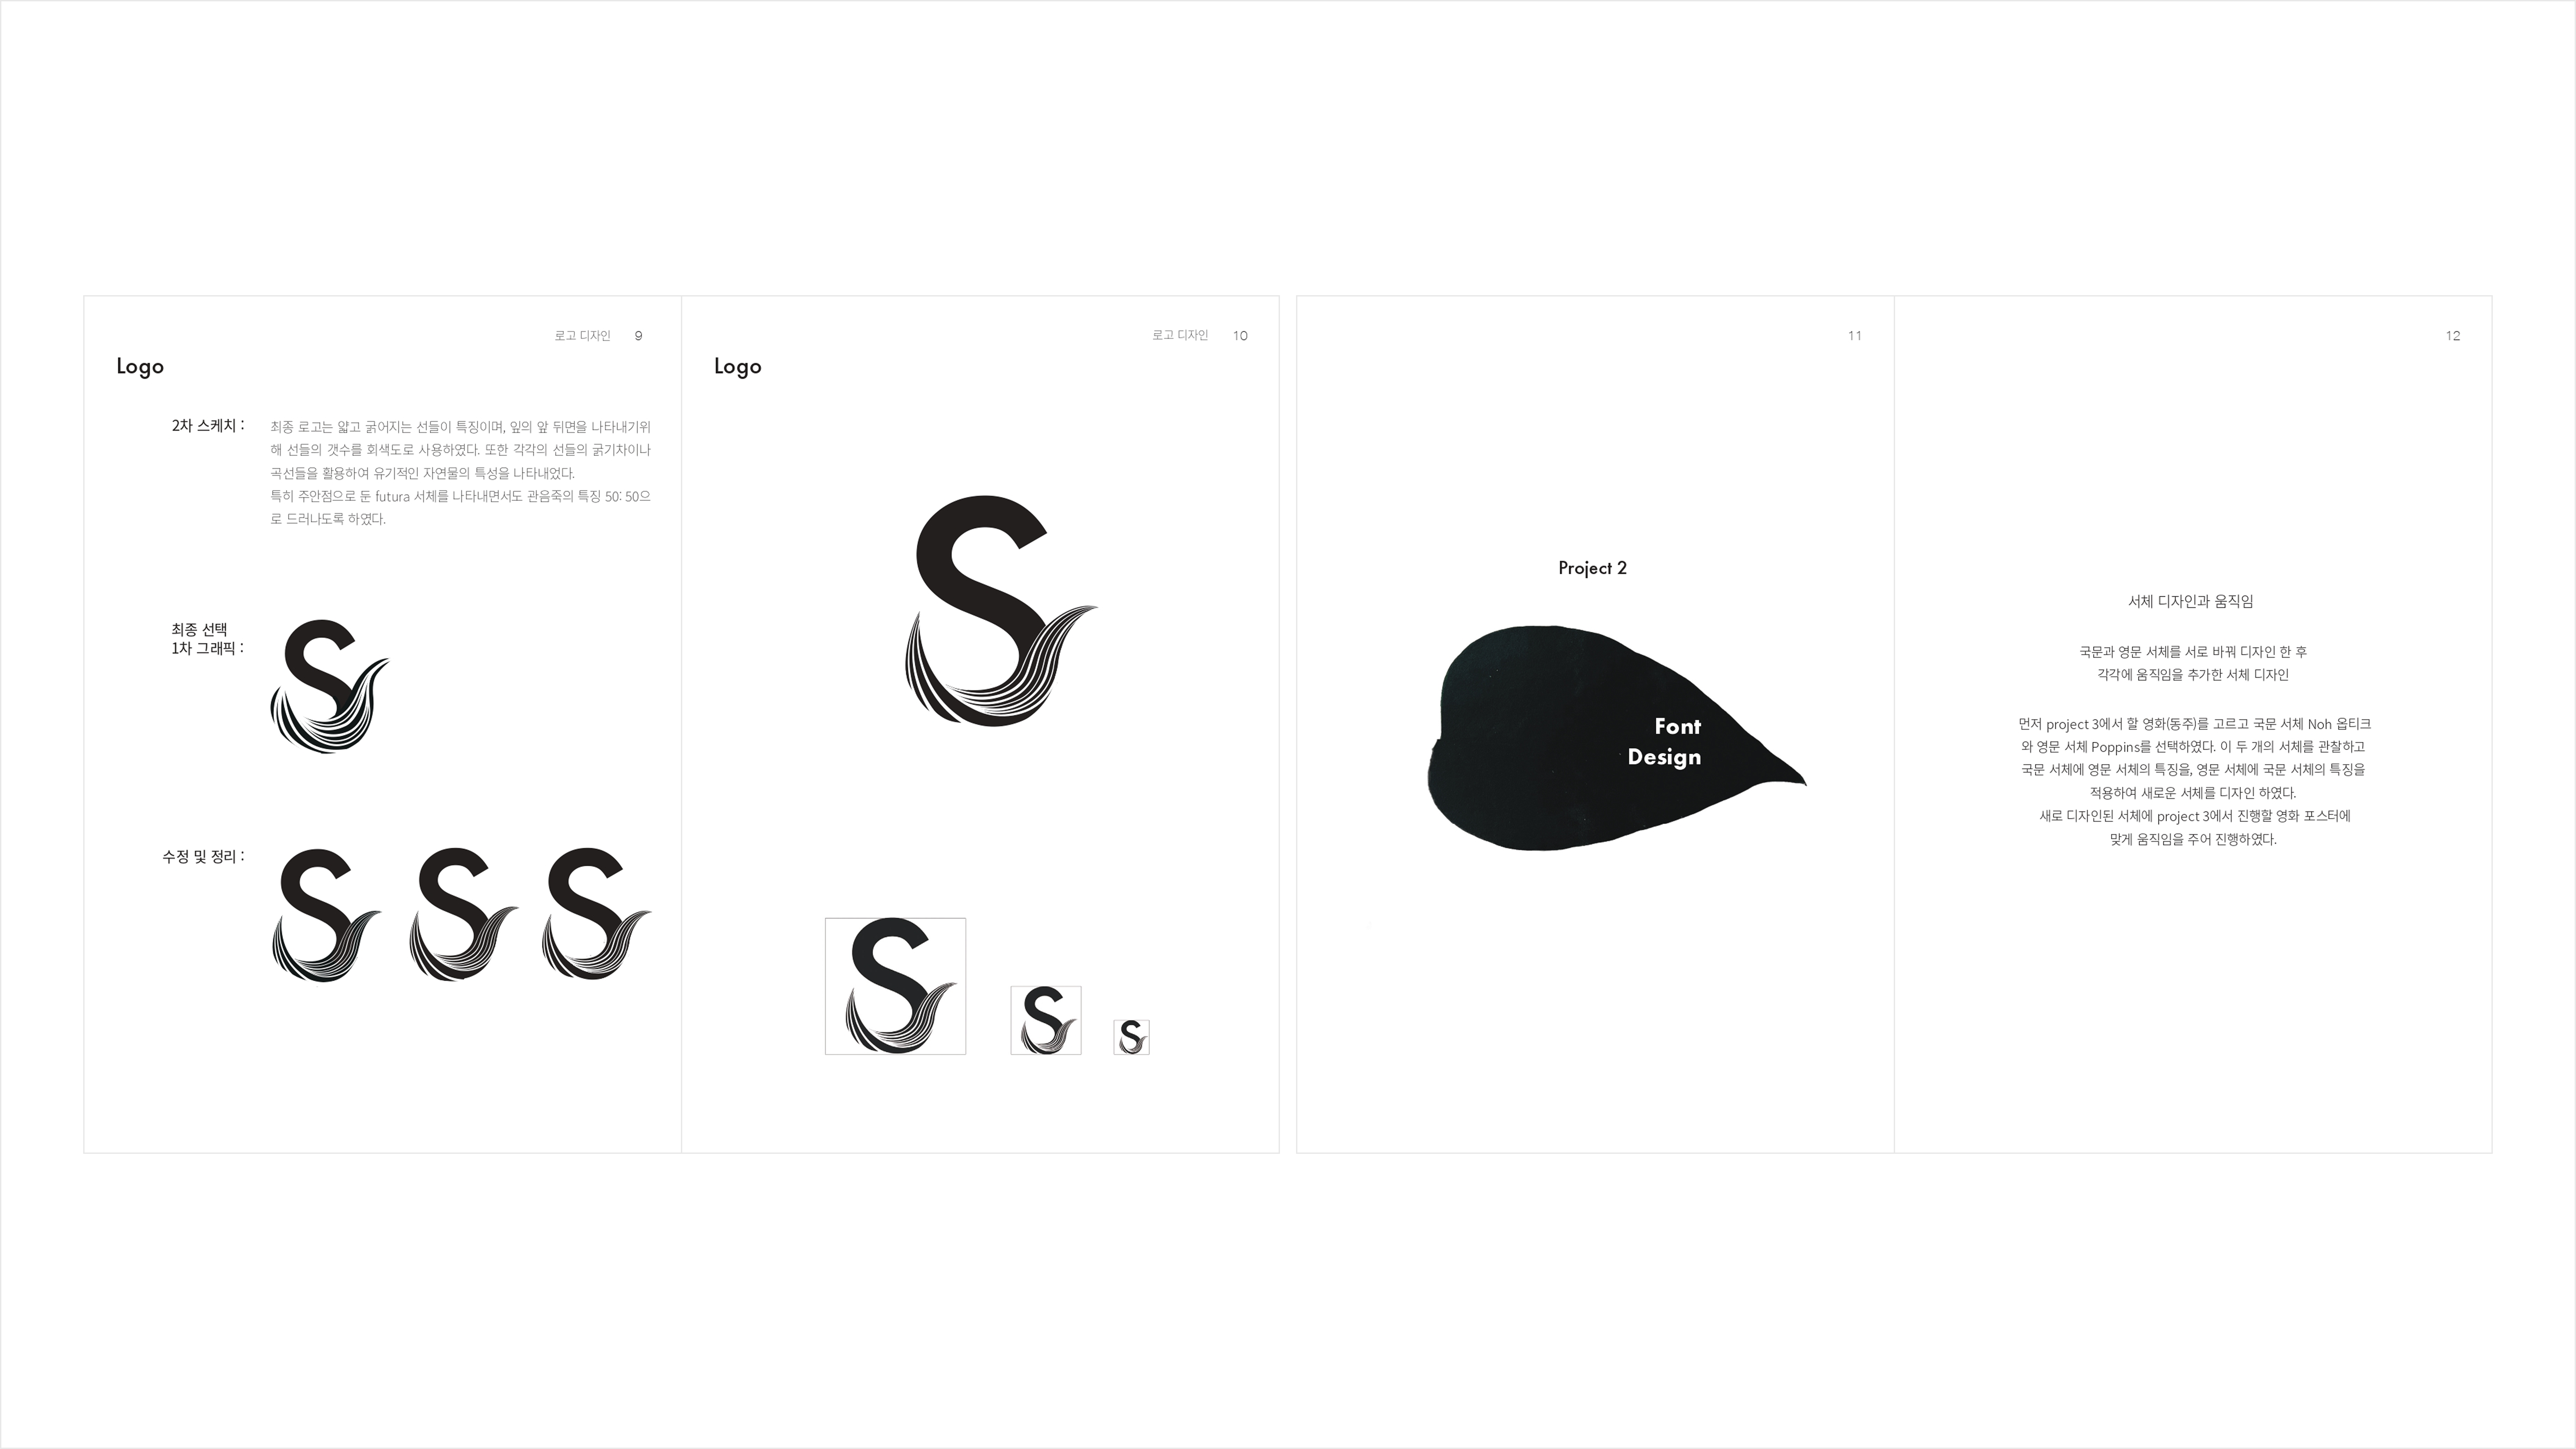 로고 디자인 9
Logo
2차 스케치 :
최종 로고는 얇고 굵어지는 선들이 특징이며, 잎의 앞 뒤면을 나타내기위
해 선들의 갯수를 회색도로 사용하였다. 또한 각각의 선들의 굵기차이나
곡선들을 활용하여 유기적인 자연물의 특성을 나타내었다.
특히 주안점으로 둔 futura 서체를 나타내면서도 관음죽의 특징 50: 50으
로 드러나도록 하였다.
최종 선택
1차 그래픽 :
수정 및 정리 :
로고 디자인 10
Logo
11
Project 2
Font
Design
12
서체 디자인과 움직임
국문과 영문 서체를 서로 바꿔 디자인 한 후
각각에 움직임을 추가한 서체 디자인
먼저 project 3에서 할 영화(동주)를 고르고 국문 서체 Noh 옵티크
와 영문 서체 Poppins를 선택하였다. 이 두 개의 서체를 관찰하고
국문 서체에 영문 서체의 특징을, 영문 서체에 국문 서체의 특징을
적용하여 새로운 서체를 디자인 하였다.
새로 디자인된 서체에 project 3에서 진행할 영화 포스터에
맞게 움직임을 주어 진행하였다.